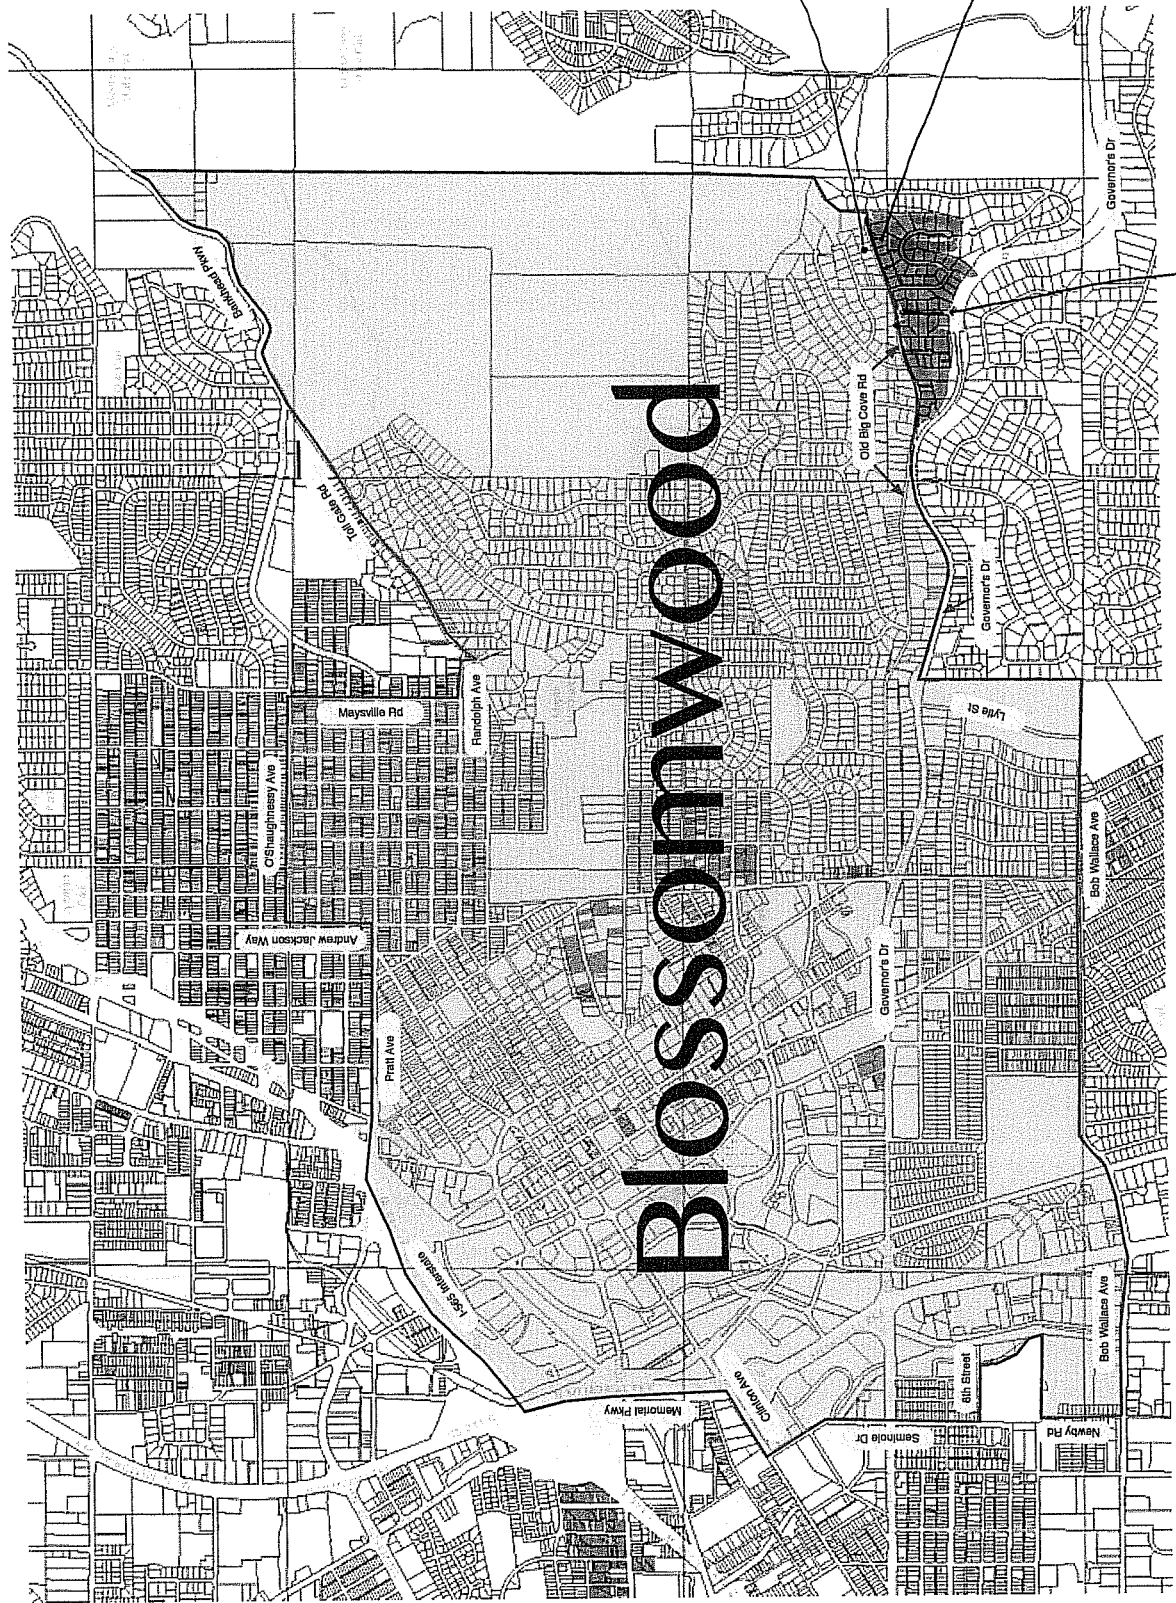 Bankhead Pkwy
Toll Gate Rd
Maysville Rd
Randolph Ave
O'Shaughnessy Ave
Andrew Jackson Way
Pratt Ave
I-565 Interstate
Memorial Pkwy
Clinton Ave
Seminole Dr
8th Street
Newby Rd
Bob Wallace Ave
Bob Wallace Ave
Governor's Dr
Lytle St
Governor's Dr
Old Big Cove Rd
Governor's Dr
Blossomwood